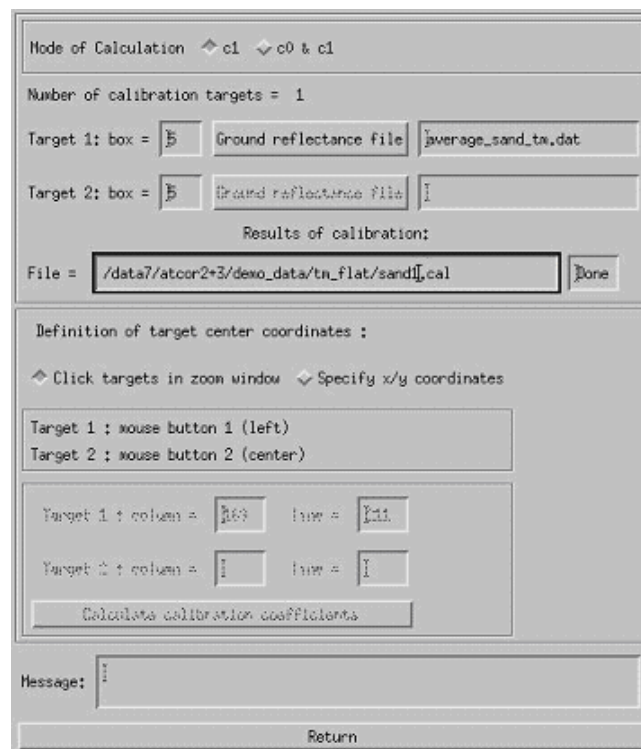 Mode of Calculation c1 c0 & c1
Number of calibration targets = 1
Target 1: box = 5 Ground reflectance file average_sand_tm.dat
Target 2: box = 5 Ground reflectance file
Results of calibration:
File = /data7/atcor2+3/demo_data/tm_flat/sand1.cal Done
Definition of target center coordinates :
Click targets in zoom window Specify x/y coordinates
Target 1 : mouse button 1 (left)
Target 2 : mouse button 2 (center)
Target 1 : column = line =
Target 2 : column = line =
Calculate calibration coefficients
Message:
Return